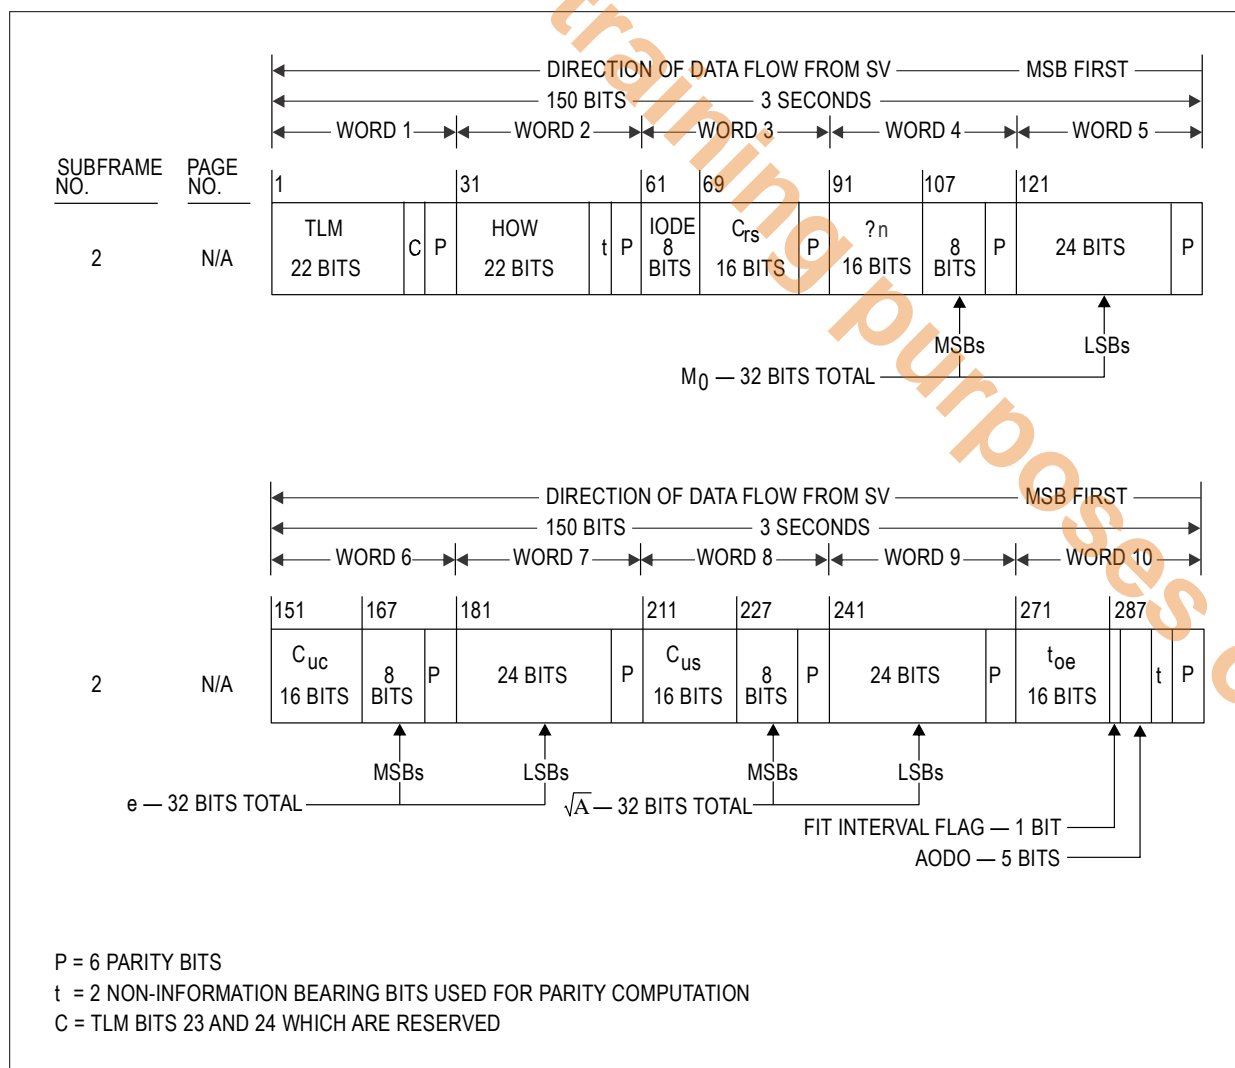 DIRECTION OF DATA FLOW FROM SV MSB FIRST
150 BITS 3 SECONDS
WORD 1 WORD 2 WORD 3 WORD 4 WORD 5
SUBFRAME NO. PAGE NO.
1 31 61 69 91 107 121
2 N/A
TLM 22 BITS C P HOW 22 BITS t P IODE 8 BITS Crs 16 BITS P ?n 16 BITS 8 BITS P 24 BITS P
MSBs LSBs
M0 — 32 BITS TOTAL
DIRECTION OF DATA FLOW FROM SV MSB FIRST
150 BITS 3 SECONDS
WORD 6 WORD 7 WORD 8 WORD 9 WORD 10
151 167 181 211 227 241 271 287
2 N/A
Cuc 16 BITS 8 BITS P 24 BITS P Cus 16 BITS 8 BITS P 24 BITS P toe 16 BITS t P
MSBs LSBs MSBs LSBs
e — 32 BITS TOTAL √A — 32 BITS TOTAL
FIT INTERVAL FLAG — 1 BIT
AODO — 5 BITS
P = 6 PARITY BITS
t = 2 NON-INFORMATION BEARING BITS USED FOR PARITY COMPUTATION
C = TLM BITS 23 AND 24 WHICH ARE RESERVED
training purposes